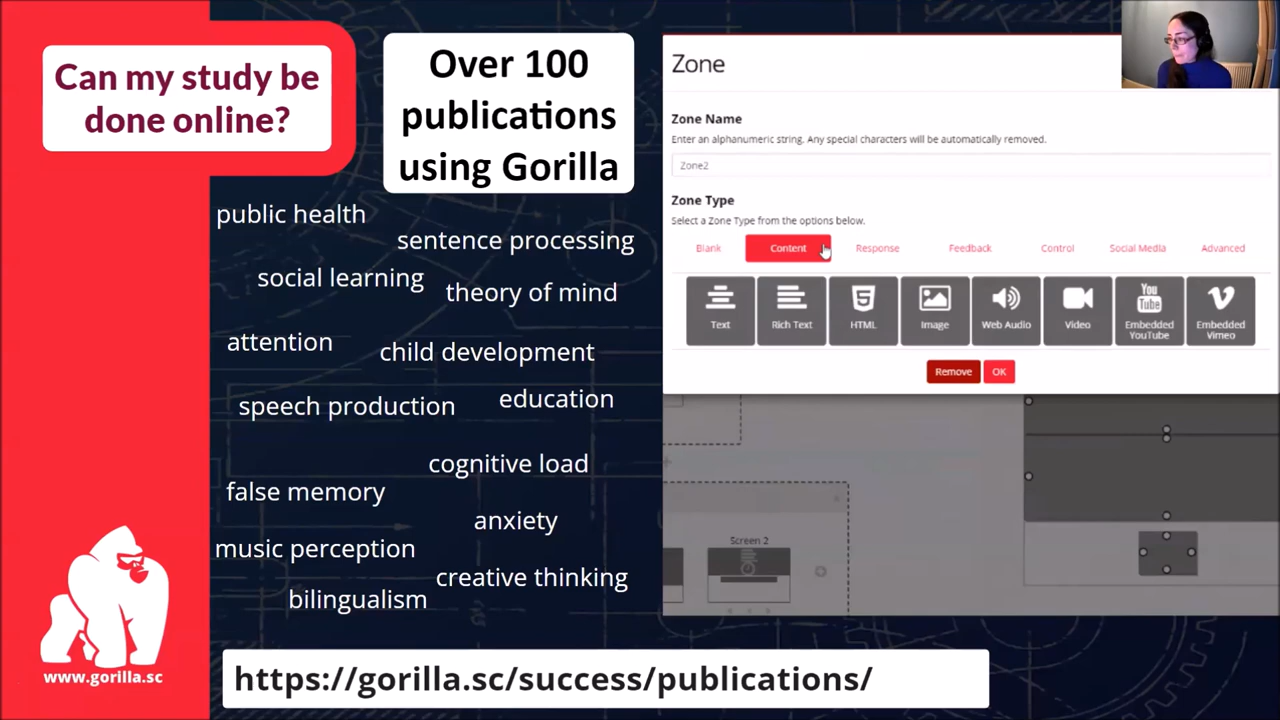 Can my study be
done online?
Over 100
publications
using Gorilla
public health
sentence processing
social learning
theory of mind
attention
child development
speech production
education
cognitive load
false memory
anxiety
music perception
creative thinking
bilingualism
www.gorilla.sc
https://gorilla.sc/success/publications/
Zone
Zone Name
Enter an alphanumeric string. Any special characters will be automatically removed.
Zone2
Zone Type
Select a Zone Type from the options below.
Blank Content Response Feedback Control Social Media Advanced
Text Rich Text HTML Image Web Audio Video Embedded YouTube Embedded Vimeo
Remove OK
Screen 2